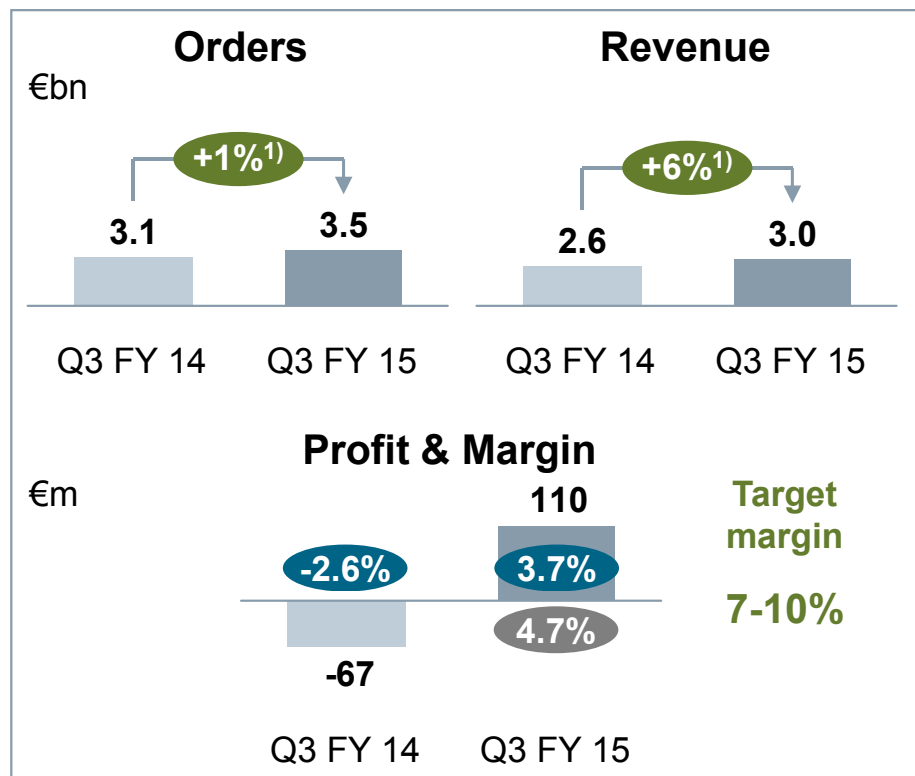 Orders
€bn
+1%1)
3.1
3.5
Q3 FY 14
Q3 FY 15
Revenue
+6%1)
2.6
3.0
Q3 FY 14
Q3 FY 15
Profit & Margin
€m
110
-2.6%
3.7%
4.7%
-67
Q3 FY 14
Q3 FY 15
Target
margin
7-10%